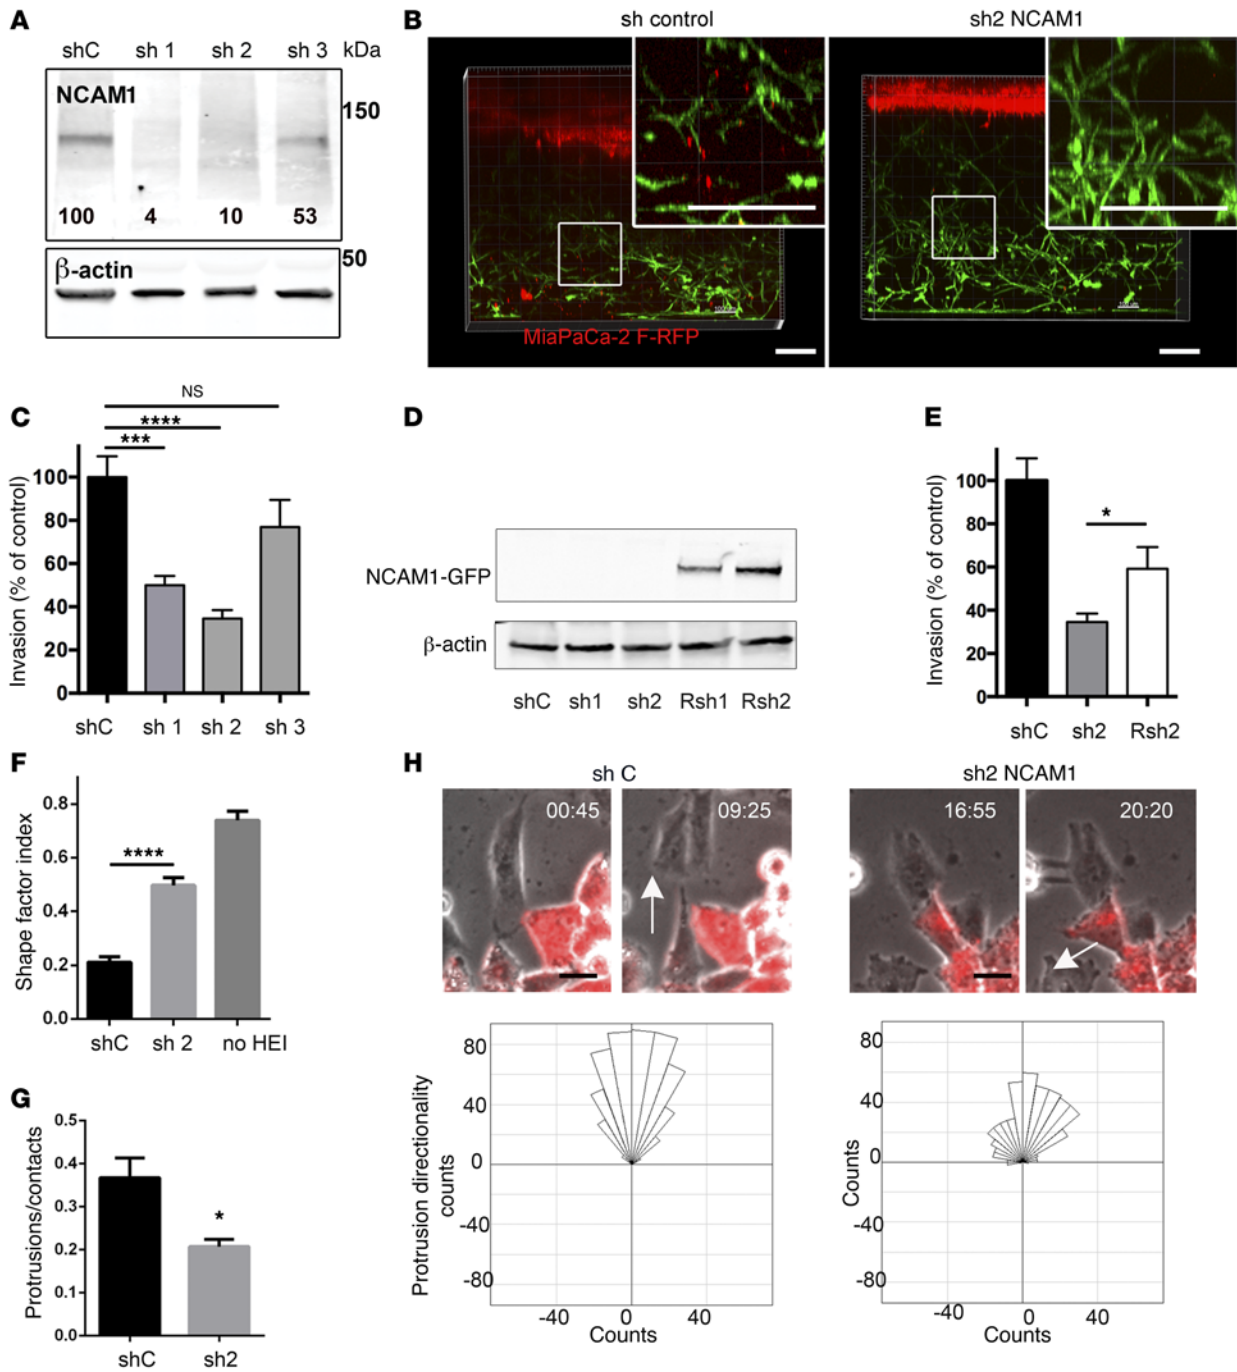 A
shC sh 1 sh 2 sh 3 kDa
NCAM1
150
100 4 10 53
β-actin
50
B
sh control
sh2 NCAM1
MiaPaCa-2 F-RFP
C
NS
****
***
Invasion (% of control)
100
80
60
40
20
0
shC sh 1 sh 2 sh 3
D
NCAM1-GFP
β-actin
shC sh1 sh2 Rsh1 Rsh2
E
Invasion (% of control)
100
80
60
40
20
0
*
shC sh2 Rsh2
F
Shape factor index
0.8
0.6
0.4
0.2
0.0
****
shC sh 2 no HEI
G
Protrusions/contacts
0.5
0.4
0.3
0.2
0.1
0.0
*
shC sh2
H
sh C
sh2 NCAM1
00:45
09:25
16:55
20:20
Protrusion directionality
counts
80
40
0
-40
-80
-40 0 40
Counts
Counts
80
40
0
-40
-80
-40 0 40
Counts